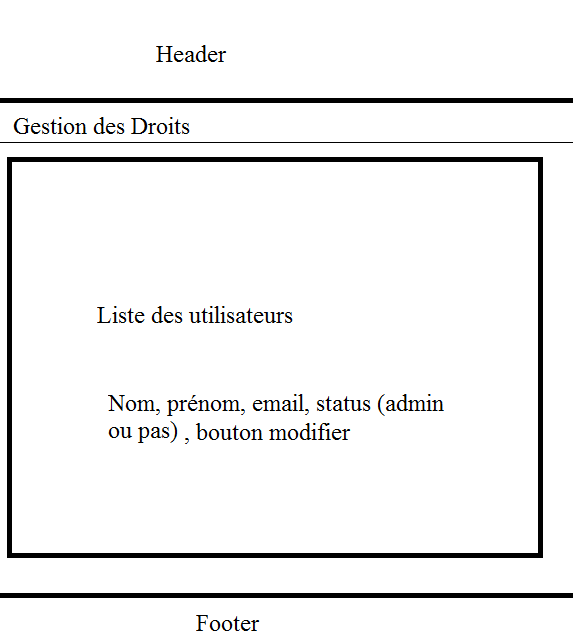 Header
Gestion des Droits
Liste des utilisateurs
Nom, prénom, email, status (admin
ou pas) , bouton modifier
Footer